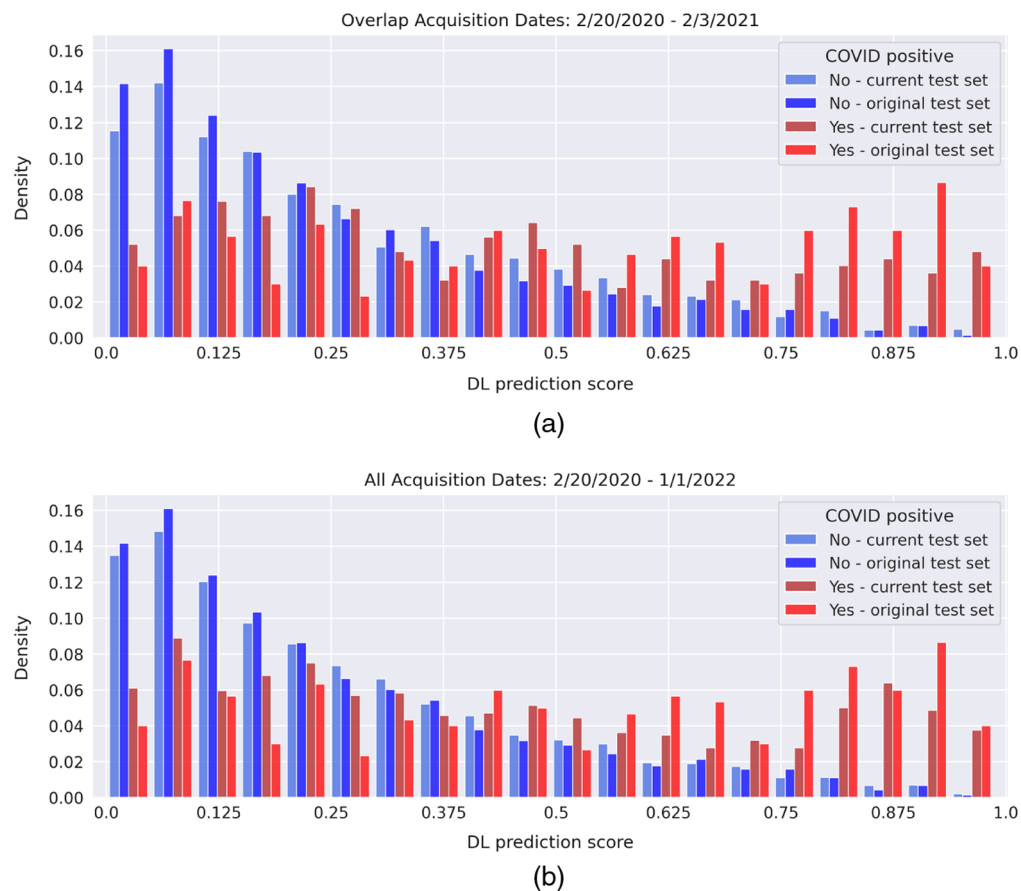 Overlap Acquisition Dates: 2/20/2020 - 2/3/2021
COVID positive
No - current test set
No - original test set
Yes - current test set
Yes - original test set
Density
0.16
0.14
0.12
0.10
0.08
0.06
0.04
0.02
0.00
0.0 0.125 0.25 0.375 0.5 0.625 0.75 0.875 1.0
DL prediction score
(a)
All Acquisition Dates: 2/20/2020 - 1/1/2022
COVID positive
No - current test set
No - original test set
Yes - current test set
Yes - original test set
Density
0.16
0.14
0.12
0.10
0.08
0.06
0.04
0.02
0.00
0.0 0.125 0.25 0.375 0.5 0.625 0.75 0.875 1.0
DL prediction score
(b)